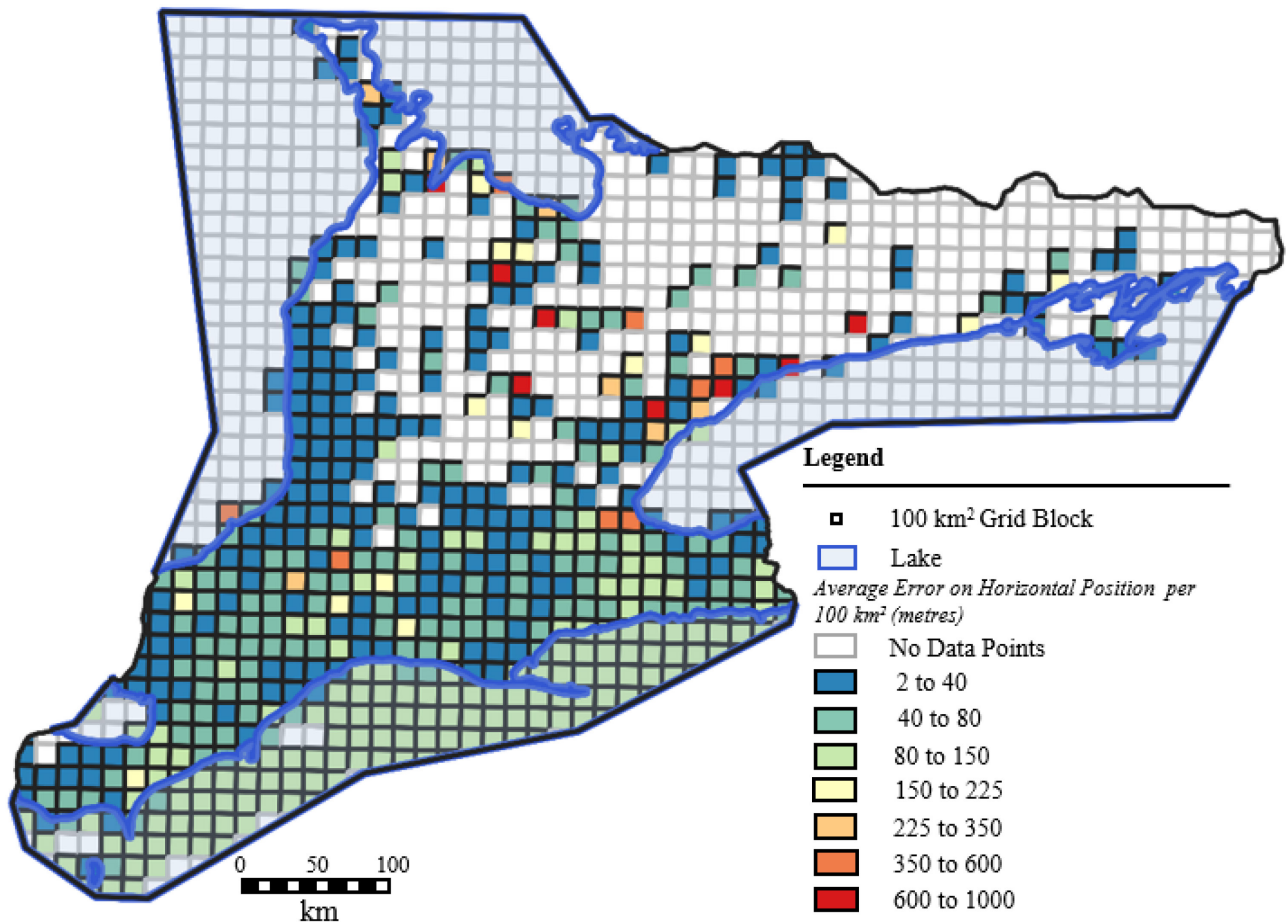 Legend
100 km² Grid Block
Lake
Average Error on Horizontal Position per
100 km² (metres)
No Data Points
2 to 40
40 to 80
80 to 150
150 to 225
225 to 350
350 to 600
600 to 1000
0 50 100
km